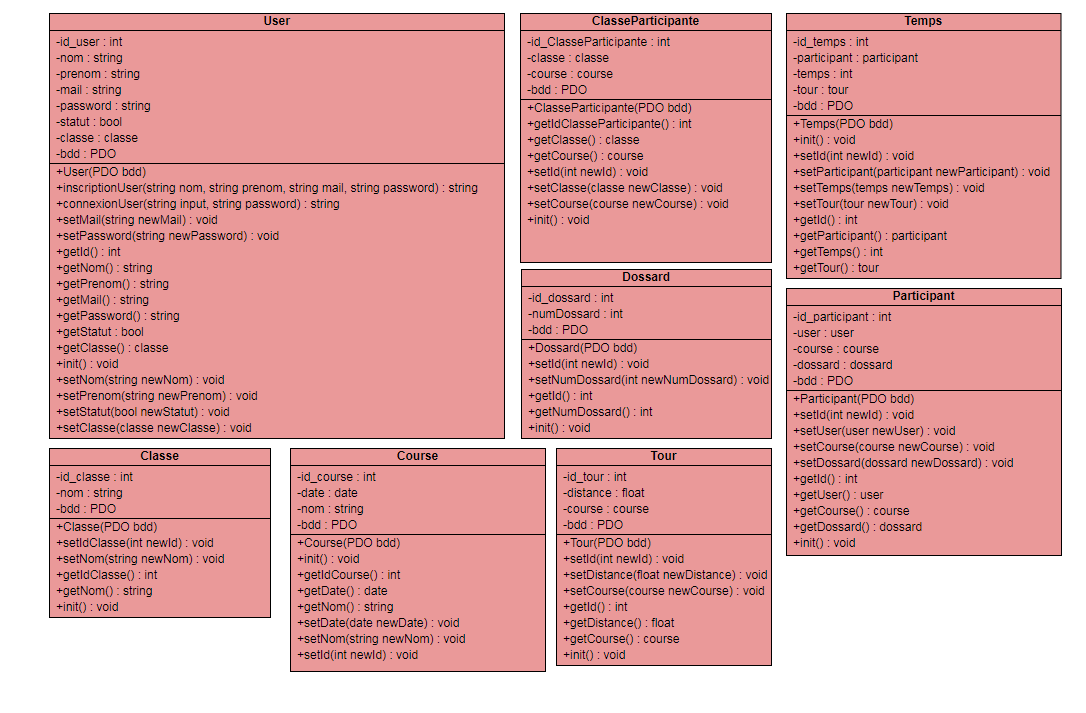 User
-id_user : int
-nom : string
-prenom : string
-mail : string
-password : string
-statut : bool
-classe : classe
-bdd : PDO
+User(PDO bdd)
+inscriptionUser(string nom, string prenom, string mail, string password) : string
+connexionUser(string input, string password) : string
+setMail(string newMail) : void
+setPassword(string newPassword) : void
+getId() : int
+getNom() : string
+getPrenom() : string
+getMail() : string
+getPassword() : string
+getStatut : bool
+getClasse() : classe
+init() : void
+setNom(string newNom) : void
+setPrenom(string newPrenom) : void
+setStatut(bool newStatut) : void
+setClasse(classe newClasse) : void
ClasseParticipante
-id_ClasseParticipante : int
-classe : classe
-course : course
-bdd : PDO
+ClasseParticipante(PDO bdd)
+getIdClasseParticipante() : int
+getClasse() : classe
+getCourse() : course
+setId(int newId) : void
+setClasse(classe newClasse) : void
+setCourse(course newCourse) : void
+init() : void
Temps
-id_temps : int
-participant : participant
-temps : int
-tour : tour
-bdd : PDO
+Temps(PDO bdd)
+init() : void
+setId(int newId) : void
+setParticipant(participant newParticipant) : void
+setTemps(temps newTemps) : void
+setTour(tour newTour) : void
+getId() : int
+getParticipant() : participant
+getTemps() : int
+getTour() : tour
Dossard
-id_dossard : int
-numDossard : int
-bdd : PDO
+Dossard(PDO bdd)
+setId(int newId) : void
+setNumDossard(int newNumDossard) : void
+getId() : int
+getNumDossard() : int
+init() : void
Participant
-id_participant : int
-user : user
-course : course
-dossard : dossard
-bdd : PDO
+Participant(PDO bdd)
+setId(int newId) : void
+setUser(user newUser) : void
+setCourse(course newCourse) : void
+setDossard(dossard newDossard) : void
+getId() : int
+getUser() : user
+getCourse() : course
+getDossard() : dossard
+init() : void
Classe
-id_classe : int
-nom : string
-bdd : PDO
+Classe(PDO bdd)
+setIdClasse(int newId) : void
+setNom(string newNom) : void
+getIdClasse() : int
+getNom() : string
+init() : void
Course
-id_course : int
-date : date
-nom : string
-bdd : PDO
+Course(PDO bdd)
+init() : void
+getIdCourse() : int
+getDate() : date
+getNom() : string
+setDate(date newDate) : void
+setNom(string newNom) : void
+setId(int newId) : void
Tour
-id_tour : int
-distance : float
-course : course
-bdd : PDO
+Tour(PDO bdd)
+setId(int newId) : void
+setDistance(float newDistance) : void
+setCourse(course newCourse) : void
+getId() : int
+getDistance() : float
+getCourse() : course
+init() : void